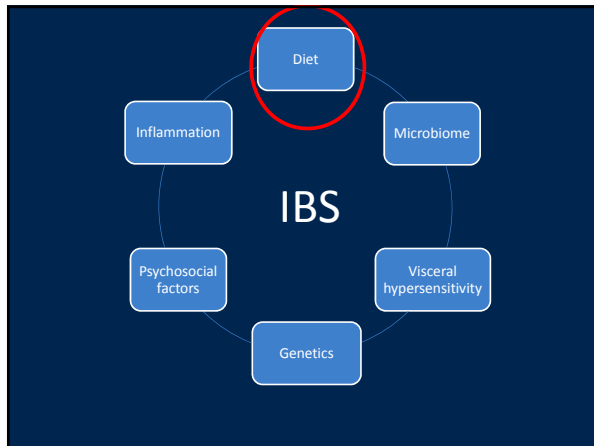 Diet
Inflammation
Microbiome
IBS
Psychosocial
factors
Visceral
hypersensitivity
Genetics